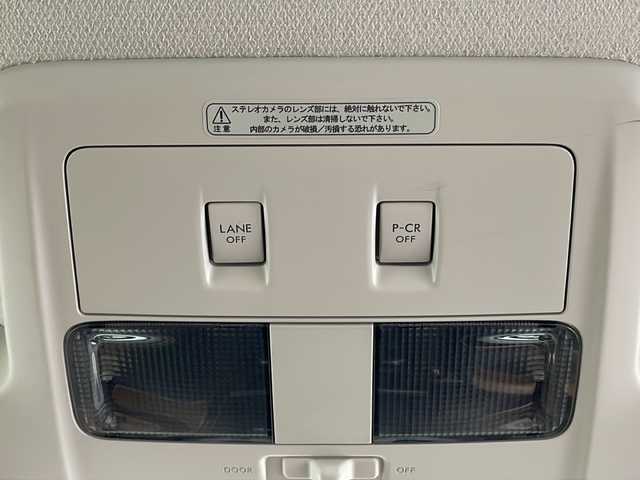 ステレオカメラのレンズ部には、絶対に触れないで下さい。
また、レンズ部は清掃しないで下さい。
注意 内部のカメラが破損／汚損する恐れがあります。
LANE
OFF
P-CR
OFF
DOOR OFF